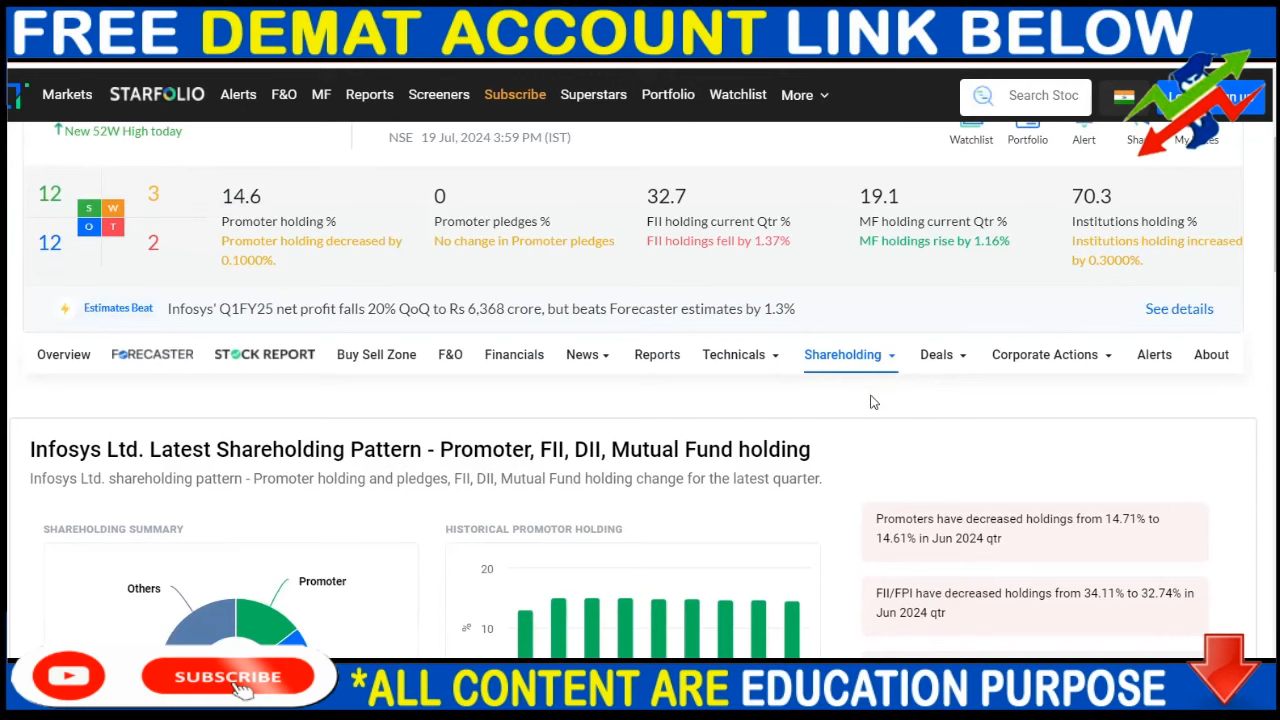 FREE DEMAT ACCOUNT LINK BELOW
Markets STARFOLIO Alerts F&O MF Reports Screeners Subscribe Superstars Portfolio Watchlist More Search Stoc
New 52W High today
NSE 19 Jul, 2024 3:59 PM (IST)
Watchlist Portfolio Alert
12 3
S W
O T
12 2
14.6
Promoter holding %
Promoter holding decreased by
0.1000%.
0
Promoter pledges %
No change in Promoter pledges
32.7
FII holding current Qtr %
FII holdings fell by 1.37%
19.1
MF holding current Qtr %
MF holdings rise by 1.16%
70.3
Institutions holding %
Institutions holding increased
by 0.3000%.
Estimates Beat Infosys' Q1FY25 net profit falls 20% QoQ to Rs 6,368 crore, but beats Forecaster estimates by 1.3% See details
Overview FORECASTER STOCK REPORT Buy Sell Zone F&O Financials News Reports Technicals Shareholding Deals Corporate Actions Alerts About
Infosys Ltd. Latest Shareholding Pattern - Promoter, FII, DII, Mutual Fund holding
Infosys Ltd. shareholding pattern - Promoter holding and pledges, FII, DII, Mutual Fund holding change for the latest quarter.
SHAREHOLDING SUMMARY
Others
Promoter
HISTORICAL PROMOTOR HOLDING
20
10
Promoters have decreased holdings from 14.71% to
14.61% in Jun 2024 qtr
FII/FPI have decreased holdings from 34.11% to 32.74% in
Jun 2024 qtr
SUBSCRIBE
*ALL CONTENT ARE EDUCATION PURPOSE